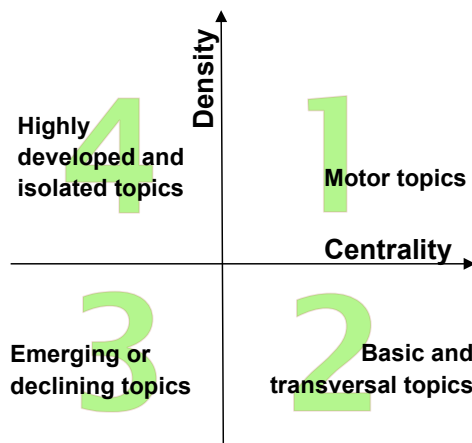 Density
4
Highly
developed and
isolated topics
1
Motor topics
Centrality
3
Emerging or
declining topics
2
Basic and
transversal topics